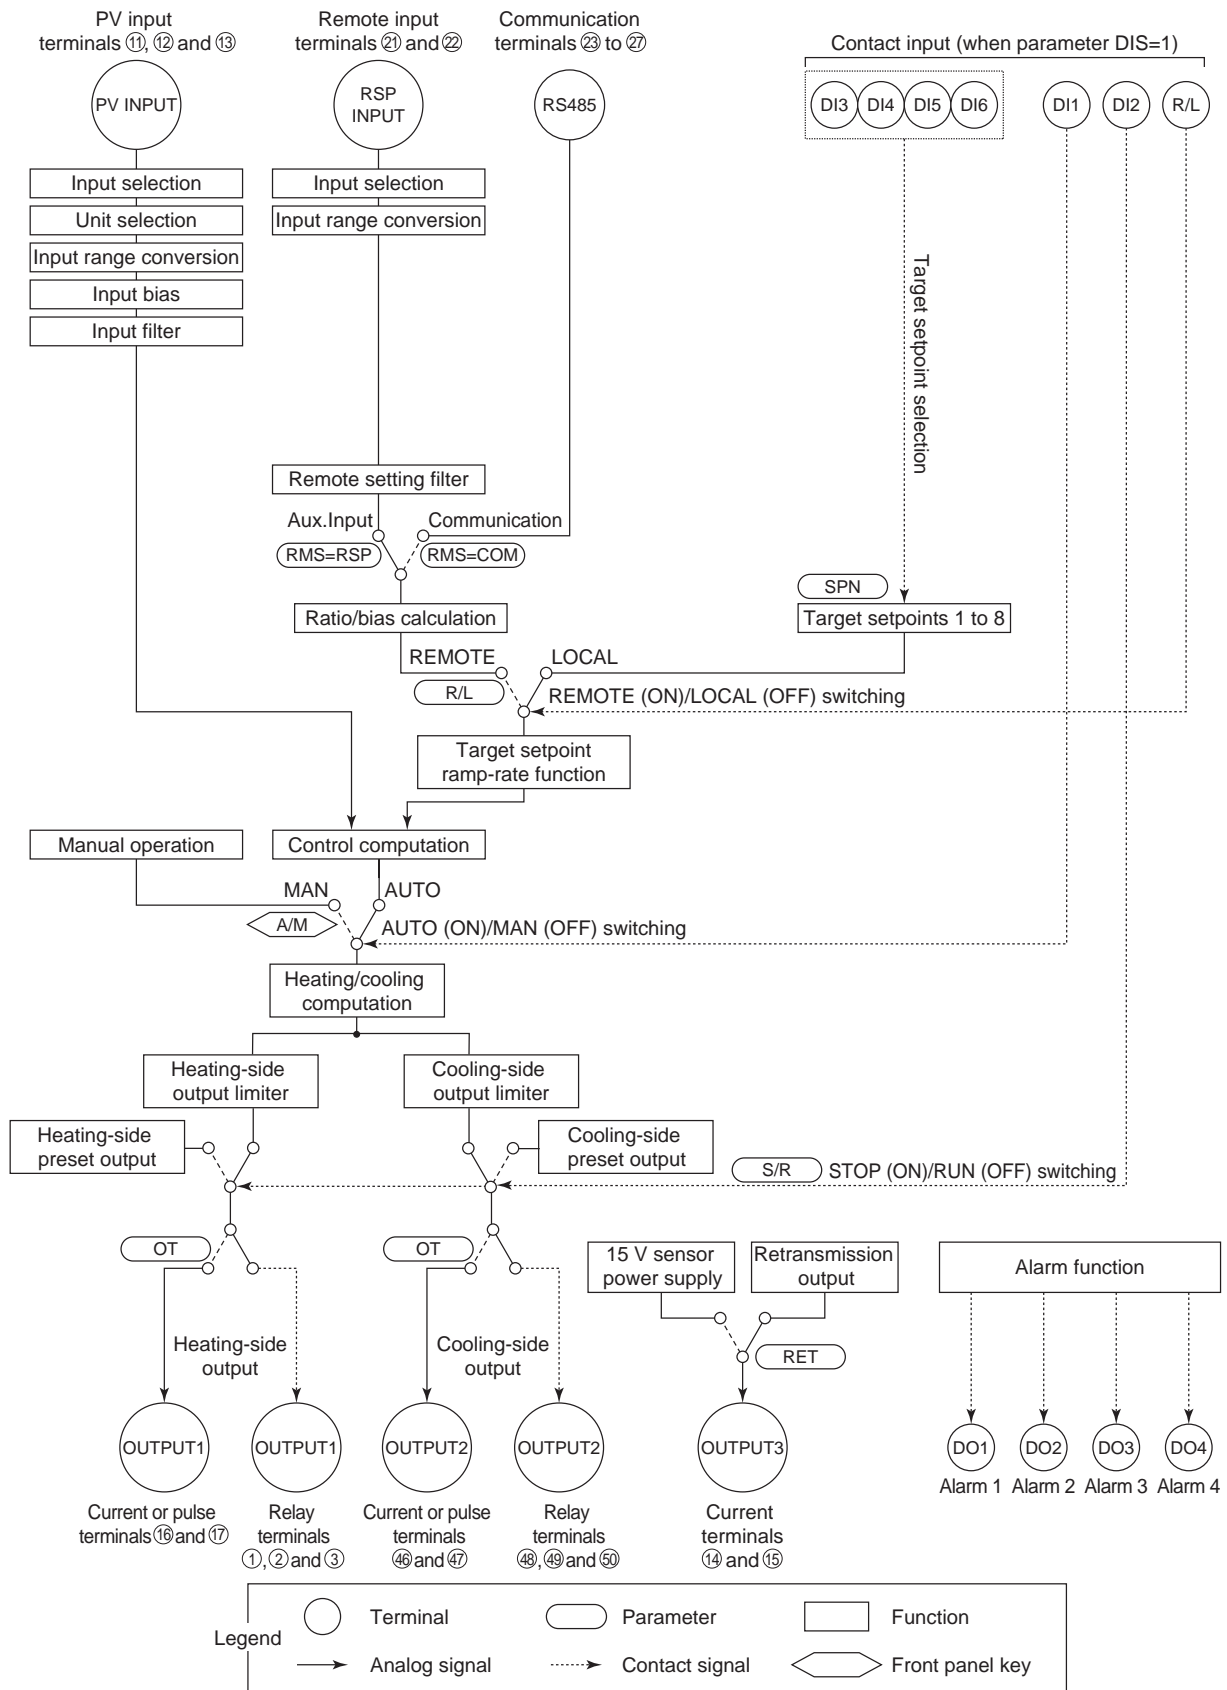 PV input
terminals ⑪, ⑫ and ⑬
Remote input
terminals ㉑ and ㉒
Communication
terminals ㉓ to ㉗
Contact input (when parameter DIS=1)
PV INPUT
RSP
INPUT
RS485
DI3
DI4
DI5
DI6
DI1
DI2
R/L
Input selection
Unit selection
Input range conversion
Input bias
Input filter
Input selection
Input range conversion
Target setpoint selection
Remote setting filter
Aux.Input
Communication
RMS=RSP
RMS=COM
SPN
Ratio/bias calculation
Target setpoints 1 to 8
REMOTE
LOCAL
R/L
REMOTE (ON)/LOCAL (OFF) switching
Target setpoint
ramp-rate function
Manual operation
Control computation
MAN
AUTO
A/M
AUTO (ON)/MAN (OFF) switching
Heating/cooling
computation
Heating-side
output limiter
Cooling-side
output limiter
Heating-side
preset output
Cooling-side
preset output
S/R
STOP (ON)/RUN (OFF) switching
OT
OT
15 V sensor
power supply
Retransmission
output
Alarm function
Heating-side
output
Cooling-side
output
RET
OUTPUT1
OUTPUT1
OUTPUT2
OUTPUT2
OUTPUT3
DO1
DO2
DO3
DO4
Alarm 1
Alarm 2
Alarm 3
Alarm 4
Current or pulse
terminals ⑯ and ⑰
Relay
terminals
①, ② and ③
Current or pulse
terminals
㊻ and ㊼
Relay
terminals
㊽, ㊾ and ㊿
Current
terminals
⑭ and ⑮
Legend
Terminal
Parameter
Function
Analog signal
Contact signal
Front panel key